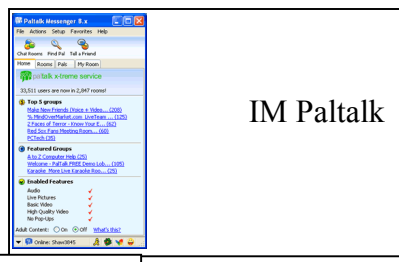 Paltalk Messenger 8.x
File Actions Setup Favorites Help
Chat Rooms Find Pal Tell a Friend
Home Rooms Pals My Room
paltalk x-treme service
33,511 users are now in 2,847 rooms!
Top 5 groups
Make New Friends (Voice + Video... (208)
% MindOverMarket.com LiveTeam ... (125)
2 Faces of Terror - Know Your E... (62)
Red Sox Fans Meeting Room... (60)
PCTech (35)
Featured Groups
A to Z Computer Help (25)
Welcome - PalTalk FREE Demo Lob... (105)
Karaoke More Live Karaoke Roo... (25)
Enabled Features
Audio
Live Pictures
Basic Video
High Quality Video
No Pop-Ups
Adult Content: On Off What's this?
Online: Shaw3845
IM Paltalk